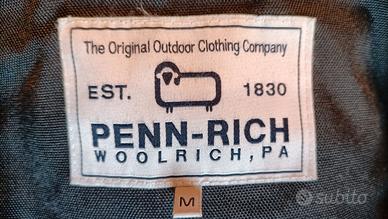 The Original Outdoor Clothing Company
EST. 1830
PENN-RICH
WOOLRICH, PA
M
subito